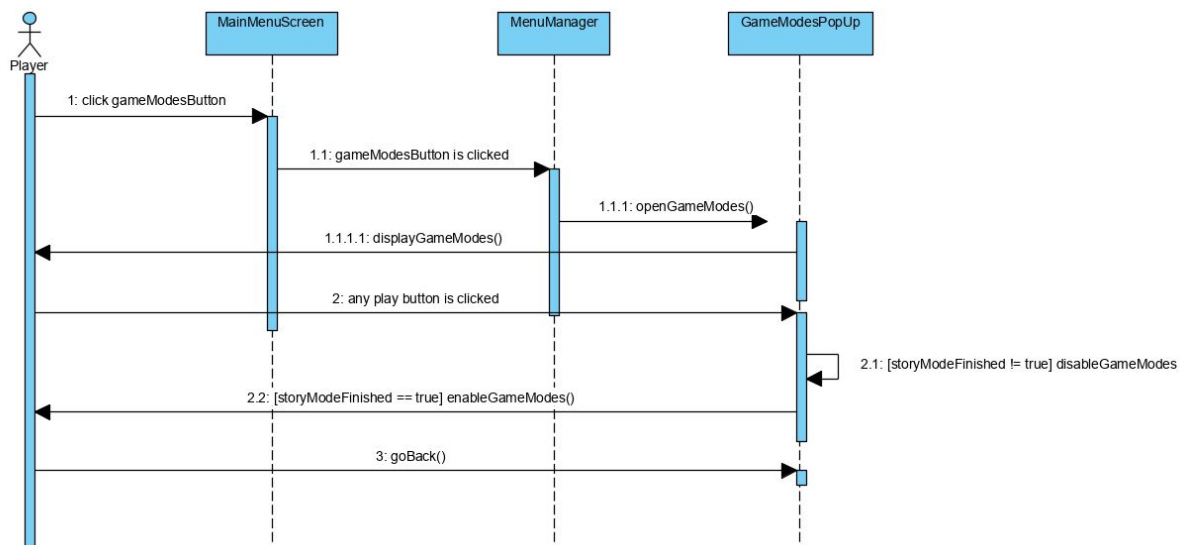 MainMenuScreen
MenuManager
GameModesPopUp
Player
1: click gameModesButton
1.1: gameModesButton is clicked
1.1.1: openGameModes()
1.1.1.1: displayGameModes()
2: any play button is clicked
2.1: [storyModeFinished != true] disableGameModes
2.2: [storyModeFinished == true] enableGameModes()
3: goBack()